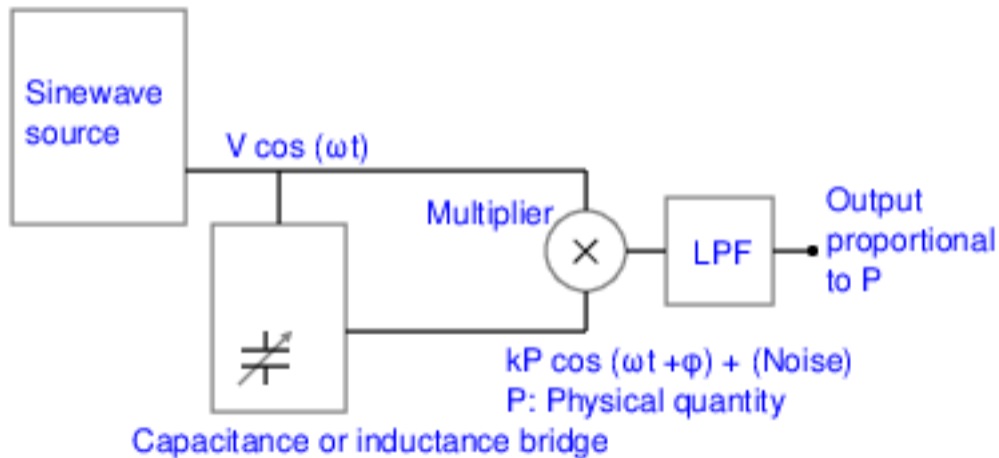 Sinewave
source
V cos (ωt)
Multiplier
×
LPF
Output
proportional
to P
kP cos (ωt +φ) + (Noise)
P: Physical quantity
Capacitance or inductance bridge